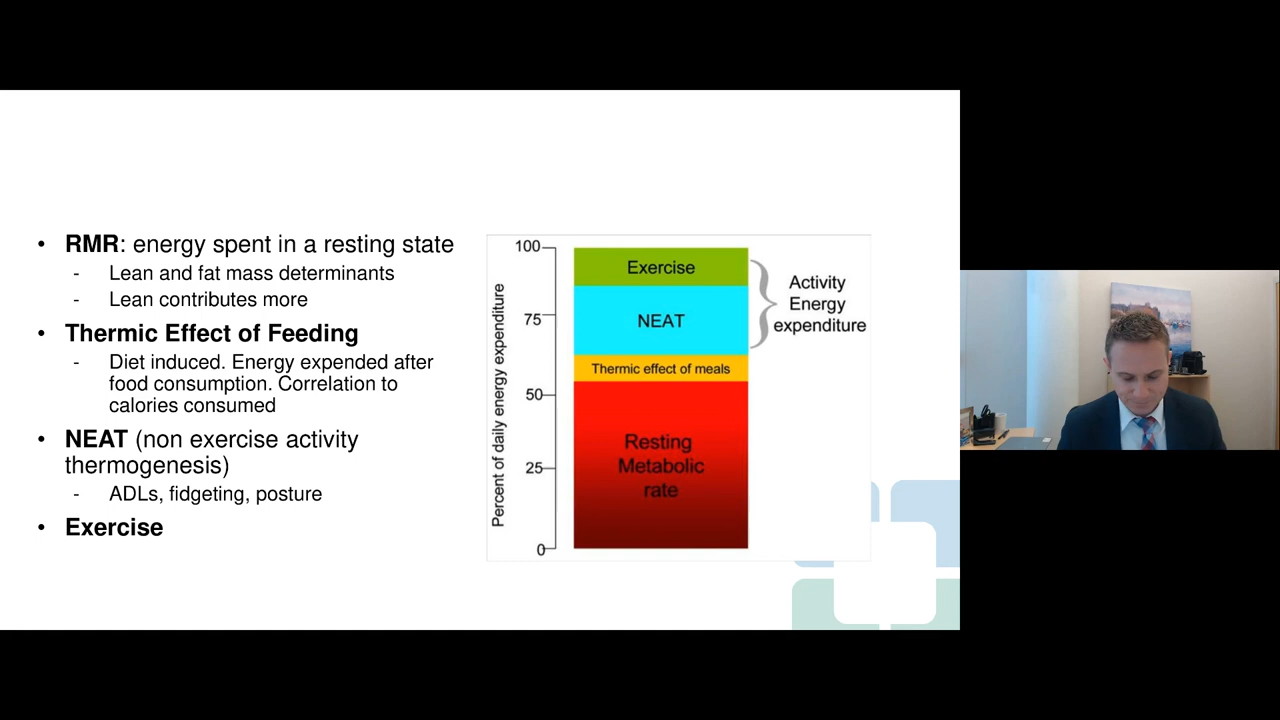 • RMR: energy spent in a resting state
- Lean and fat mass determinants
- Lean contributes more
• Thermic Effect of Feeding
- Diet induced. Energy expended after
food consumption. Correlation to
calories consumed
• NEAT (non exercise activity
thermogenesis)
- ADLs, fidgeting, posture
• Exercise
Percent of daily energy expenditure
100
75
50
25
0
Exercise
NEAT
Thermic effect of meals
Resting
Metabolic
rate
Activity
Energy
expenditure